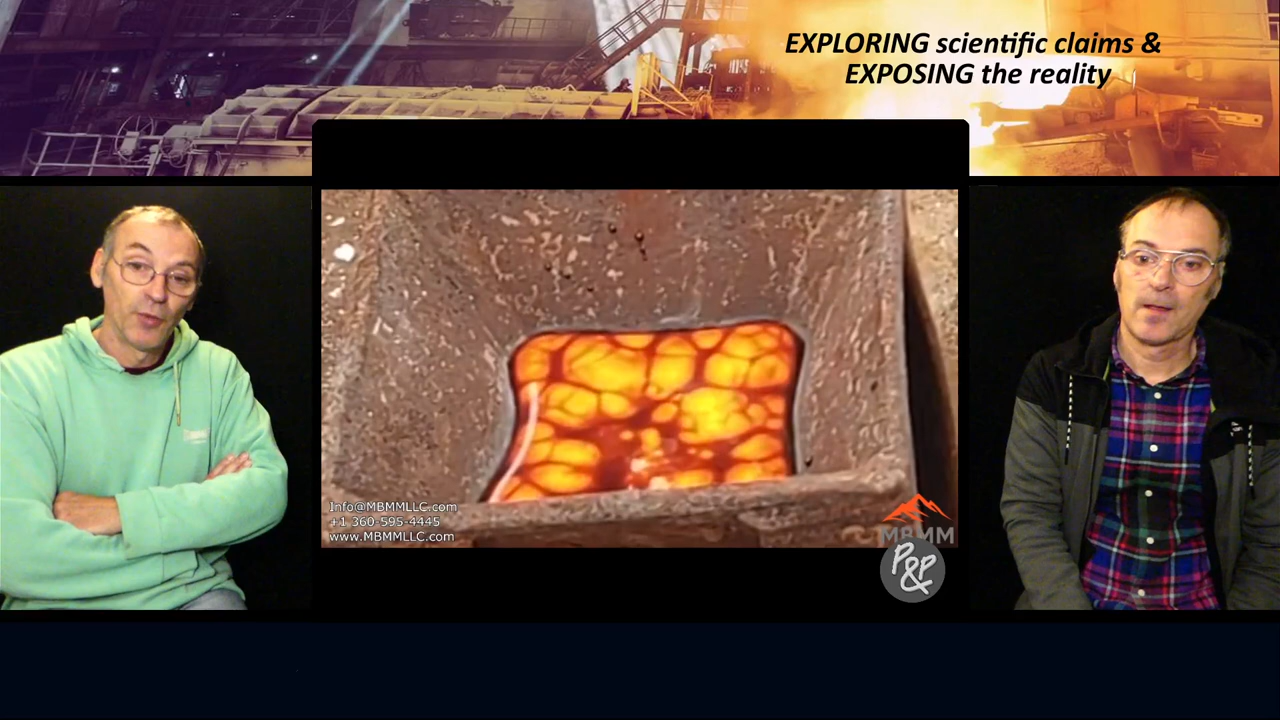 EXPLORING scientific claims &
EXPOSING the reality
Info@MBMMLLC.com
+1 360-595-4445
www.MBMMLLC.com
MBMM
P&P